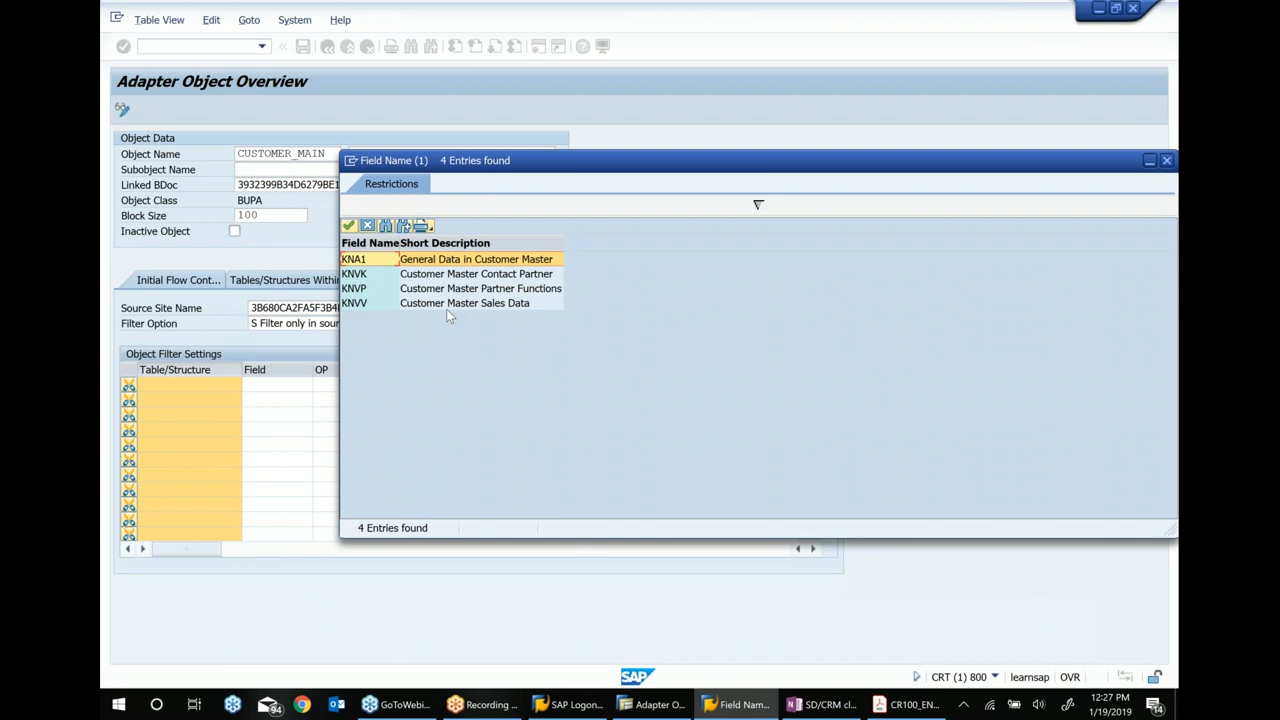 Table View Edit Goto System Help
Adapter Object Overview
Object Data
Object Name CUSTOMER_MAIN
Subobject Name
Linked BDoc 3932399B34D6279BE1
Object Class BUPA
Block Size 100
Inactive Object
Initial Flow Cont... Tables/Structures With
Source Site Name 3B680CA2FA5F3B4
Filter Option S Filter only in sour
Object Filter Settings
Table/Structure Field OP
Field Name (1) 4 Entries found
Restrictions
Field Name Short Description
KNA1 General Data in Customer Master
KNVK Customer Master Contact Partner
KNVP Customer Master Partner Functions
KNVV Customer Master Sales Data
4 Entries found
SAP
CRT (1) 800 learnsap OVR
94 GoToWebi... Recording ... SAP Logon... Adapter O... Field Nam... SD/CRM cl... CR100_EN... 12:27 PM
1/19/2019 14